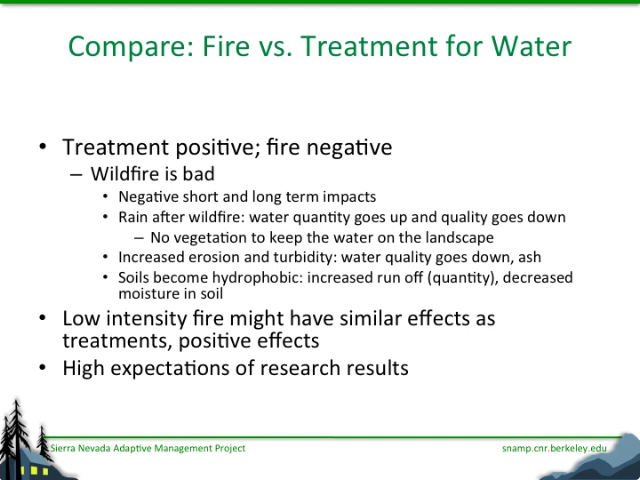 Compare: Fire vs. Treatment for Water
• Treatment positive; fire negative
– Wildfire is bad
• Negative short and long term impacts
• Rain after wildfire: water quantity goes up and quality goes down
– No vegetation to keep the water on the landscape
• Increased erosion and turbidity: water quality goes down, ash
• Soils become hydrophobic: increased run off (quantity), decreased
moisture in soil
• Low intensity fire might have similar effects as
treatments, positive effects
• High expectations of research results
Sierra Nevada Adaptive Management Project
snamp.cnr.berkeley.edu